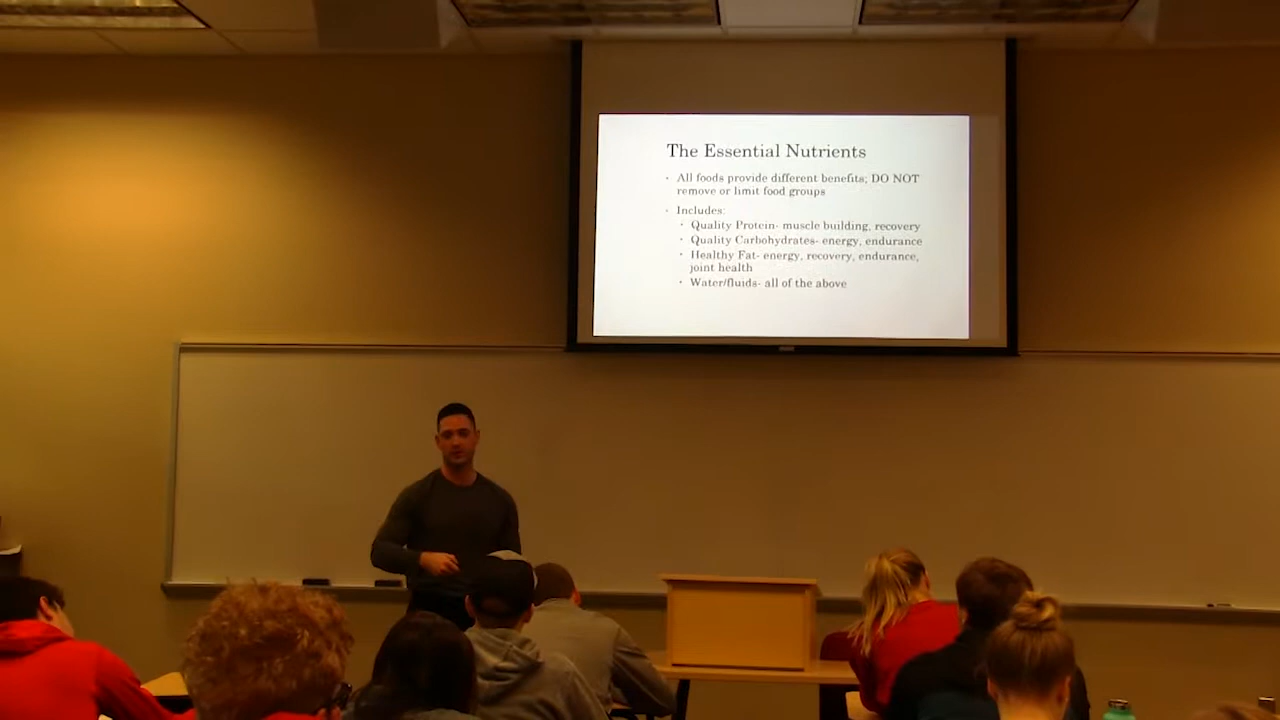 The Essential Nutrients
· All foods provide different benefits; DO NOT
remove or limit food groups
· Includes:
· Quality Protein- muscle building, recovery
· Quality Carbohydrates- energy, endurance
· Healthy Fat- energy, recovery, endurance,
joint health
· Water/fluids- all of the above